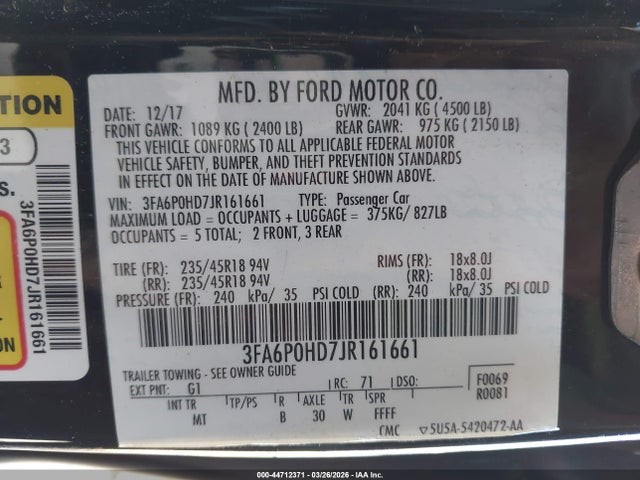 MFD. BY FORD MOTOR CO.
DATE: 12/17 GVWR: 2041 KG ( 4500 LB)
FRONT GAWR: 1089 KG ( 2400 LB) REAR GAWR: 975 KG ( 2150 LB)
THIS VEHICLE CONFORMS TO ALL APPLICABLE FEDERAL MOTOR
VEHICLE SAFETY, BUMPER, AND THEFT PREVENTION STANDARDS
IN EFFECT ON THE DATE OF MANUFACTURE SHOWN ABOVE.
VIN: 3FA6P0HD7JR161661 TYPE: Passenger Car
MAXIMUM LOAD = OCCUPANTS + LUGGAGE = 375KG/ 827LB
OCCUPANTS = 5 TOTAL; 2 FRONT, 3 REAR
TIRE (FR): 235/45R18 94V RIMS (FR): 18x8.0J
(RR): 235/45R18 94V (RR): 18x8.0J
PRESSURE (FR): 240 kPa/ 35 PSI COLD (RR): 240 kPa/ 35 PSI COLD
3FA6P0HD7JR161661
TRAILER TOWING - SEE OWNER GUIDE
EXT PNT: G1 RC: 71 DSO: F0069
R0081
INT TR TP/PS R AXLE TR SPR
MT B 30 W FFFF
CMC 5U5A-5420472-AA
TION
3
S.
3FA6P0HD7JR161661
ON
000-44712371 | 03/26/2026 - IAA Inc.